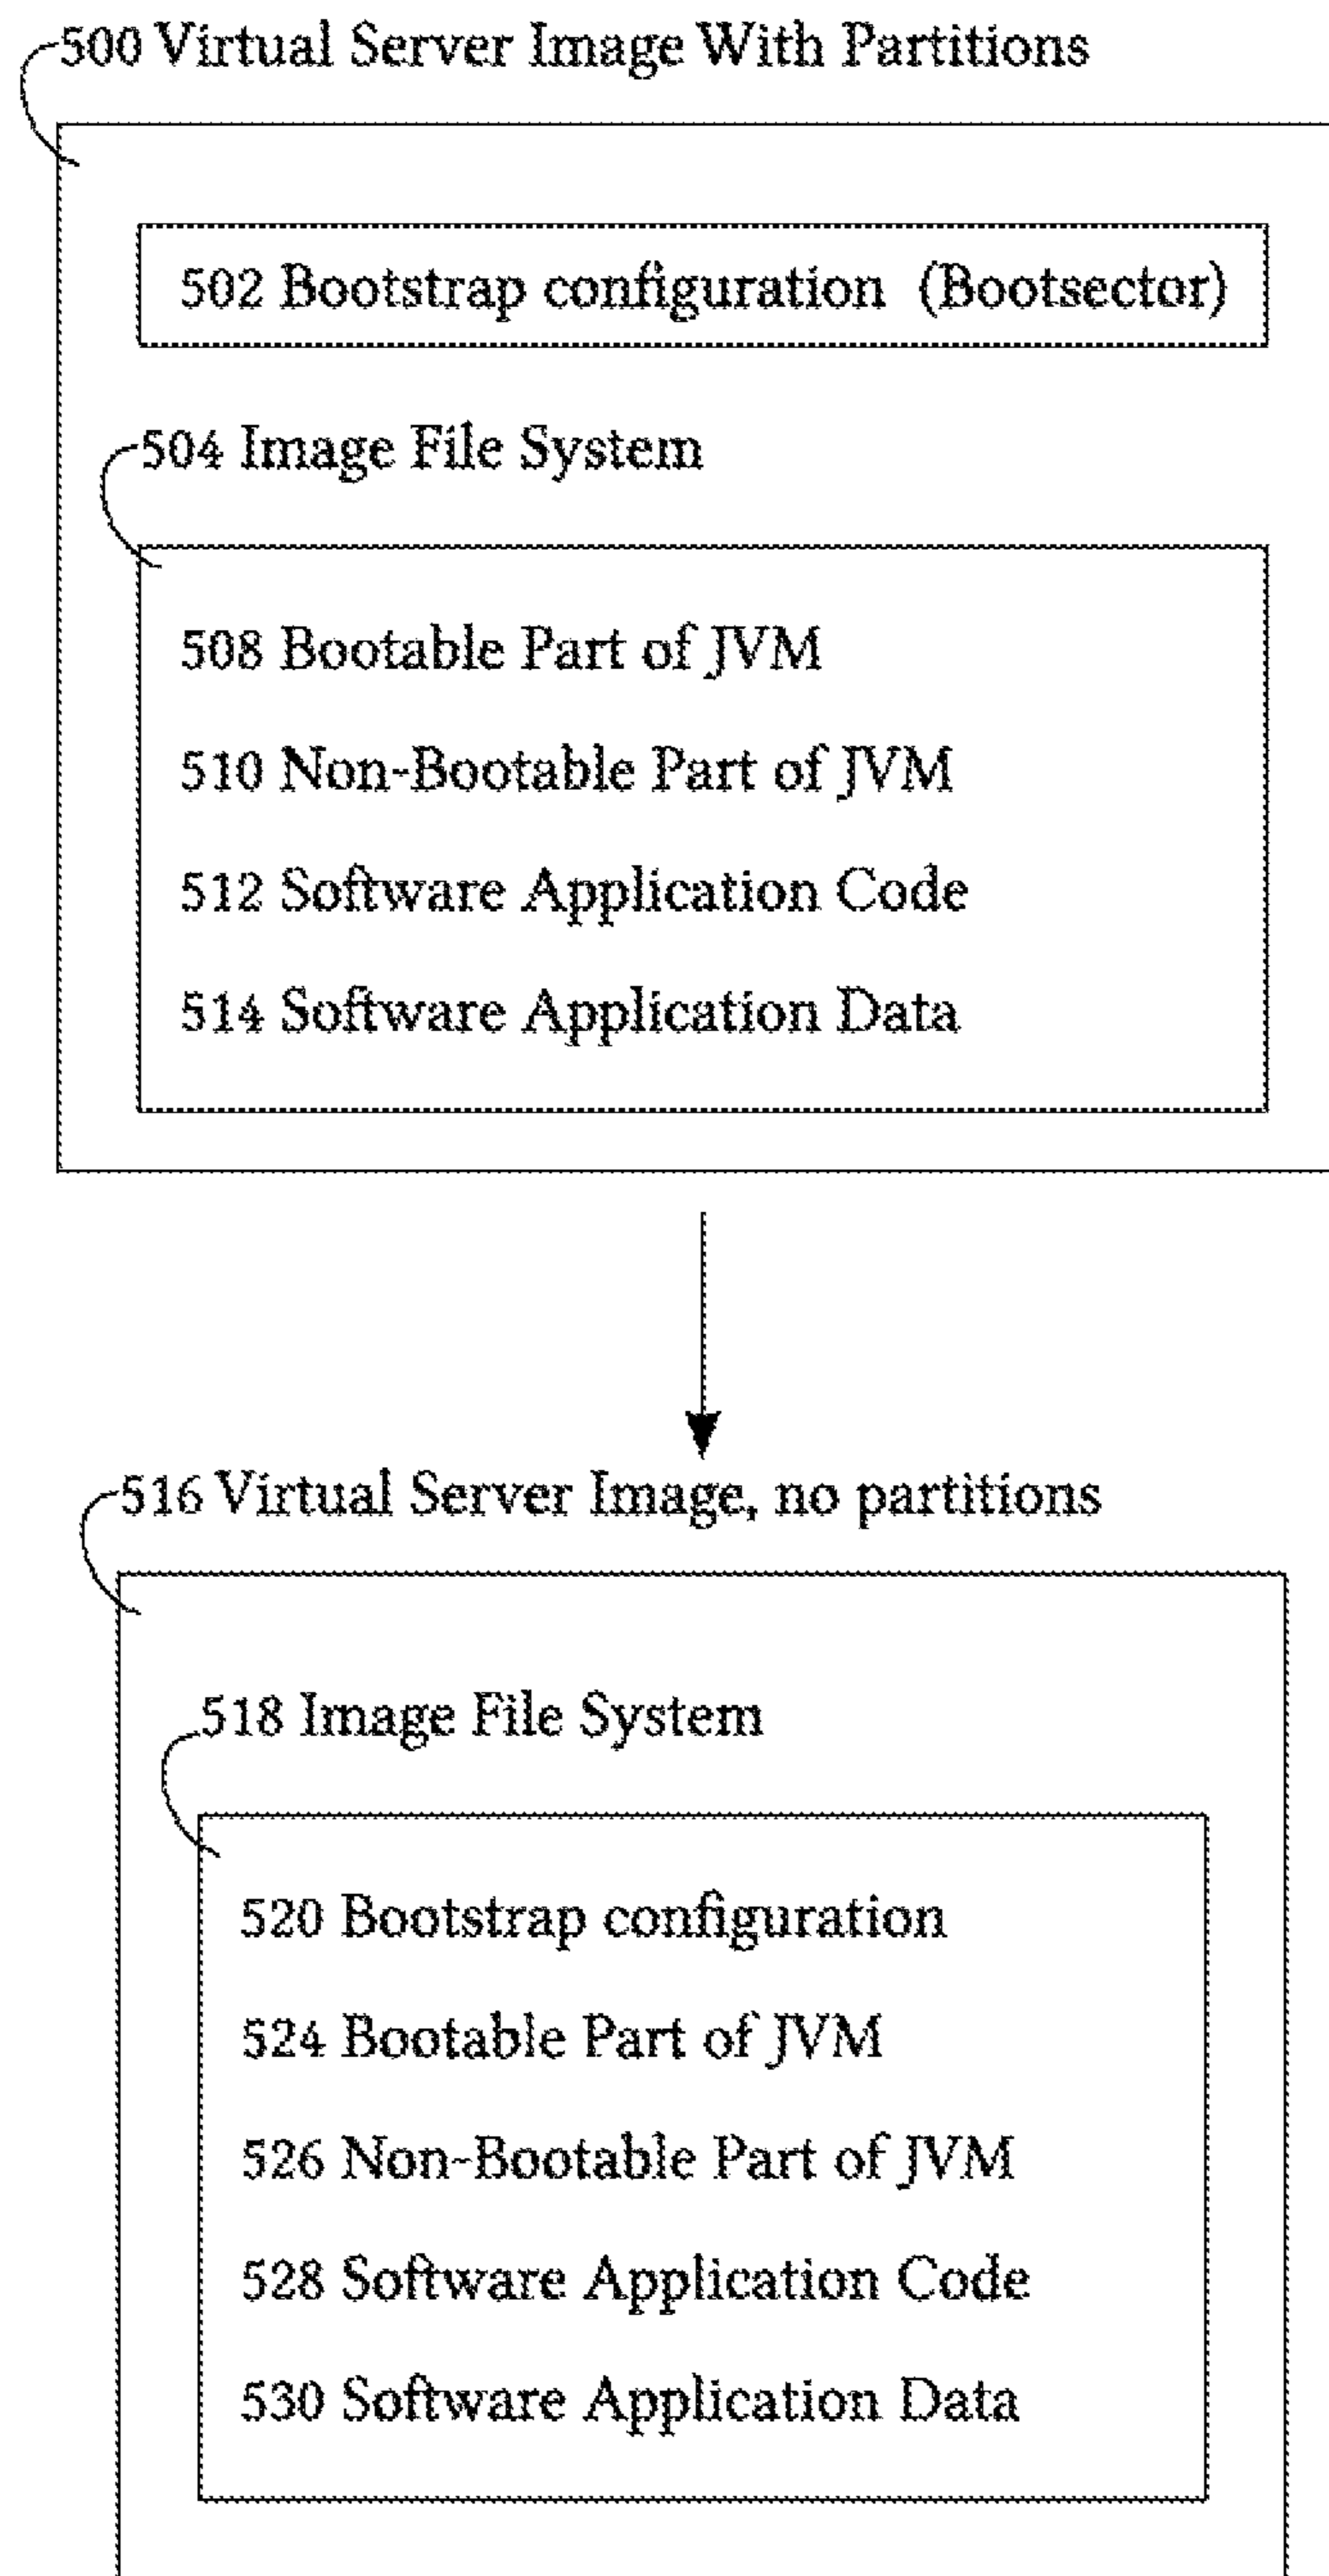 500 Virtual Server Image With Partitions
502 Bootstrap configuration (Bootsector)
504 Image File System
508 Bootable Part of JVM
510 Non-Bootable Part of JVM
512 Software Application Code
514 Software Application Data
516 Virtual Server Image, no partitions
518 Image File System
520 Bootstrap configuration
524 Bootable Part of JVM
526 Non-Bootable Part of JVM
528 Software Application Code
530 Software Application Data